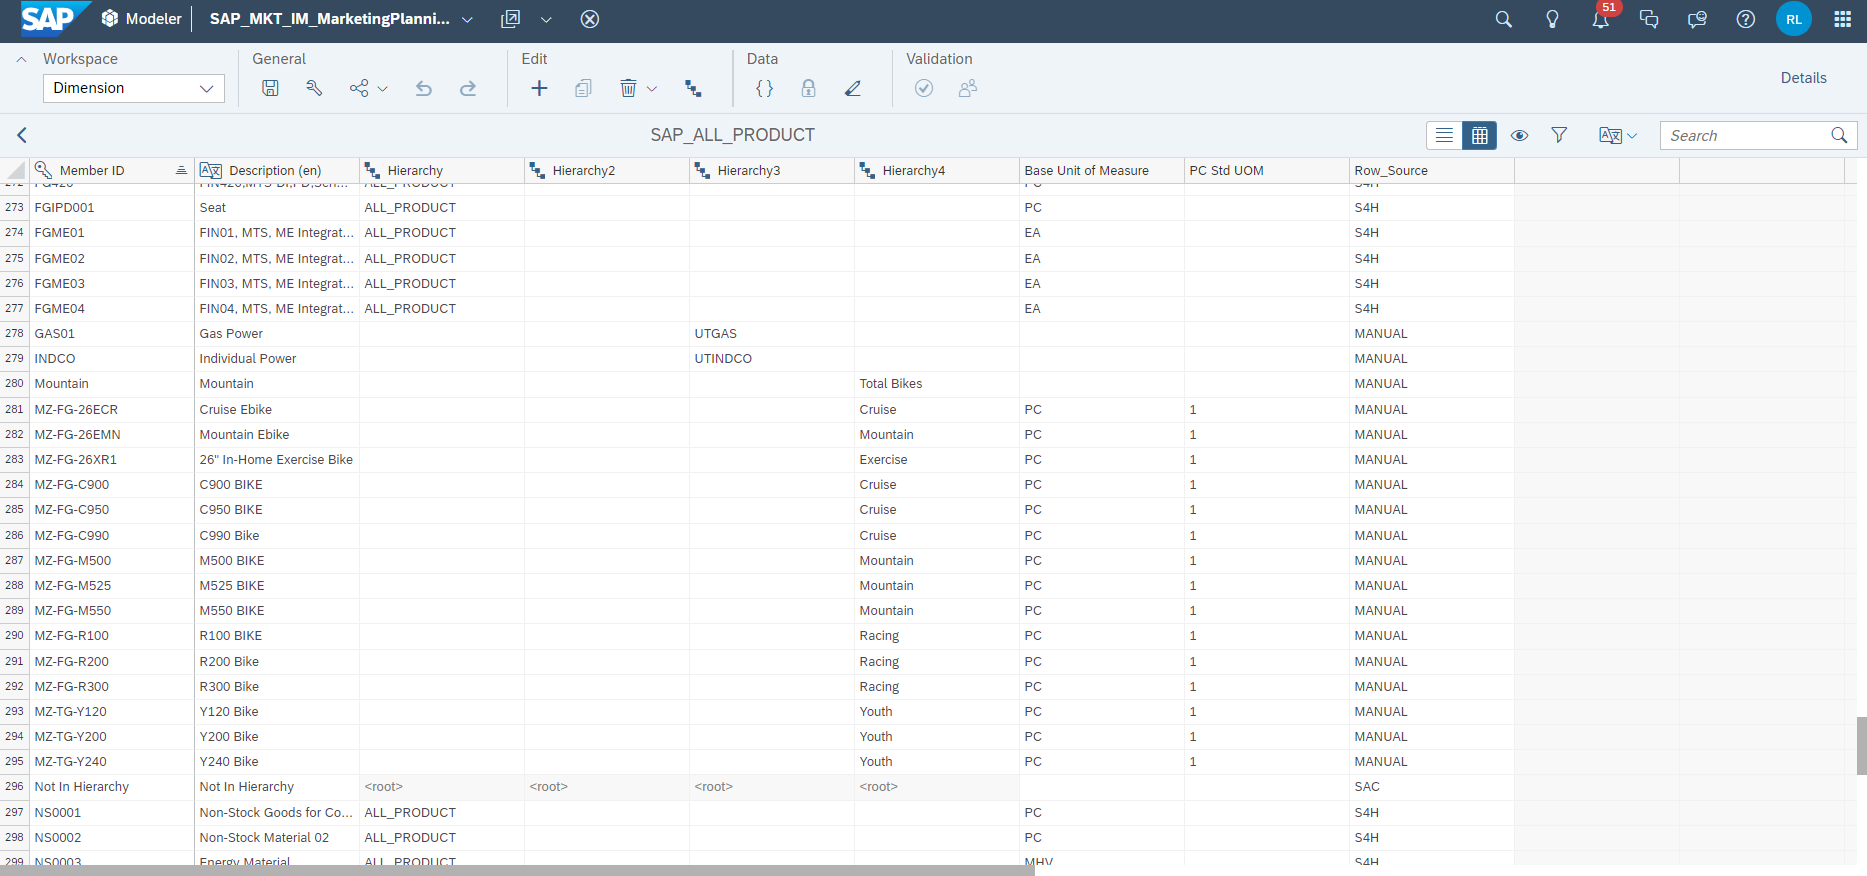 SAP Modeler SAP_MKT_IM_MarketingPlanni... 51 RL
Workspace General Edit Data Validation
Dimension Details
SAP_ALL_PRODUCT Search
Member ID Description (en) Hierarchy Hierarchy2 Hierarchy3 Hierarchy4 Base Unit of Measure PC Std UOM Row_Source
273 FGIPD001 Seat ALL_PRODUCT PC S4H
274 FGME01 FIN01, MTS, ME Integrat... ALL_PRODUCT EA S4H
275 FGME02 FIN02, MTS, ME Integrat... ALL_PRODUCT EA S4H
276 FGME03 FIN03, MTS, ME Integrat... ALL_PRODUCT EA S4H
277 FGME04 FIN04, MTS, ME Integrat... ALL_PRODUCT EA S4H
278 GAS01 Gas Power UTGAS MANUAL
279 INDCO Individual Power UTINDCO MANUAL
280 Mountain Mountain Total Bikes MANUAL
281 MZ-FG-26ECR Cruise Ebike Cruise PC 1 MANUAL
282 MZ-FG-26EMN Mountain Ebike Mountain PC 1 MANUAL
283 MZ-FG-26XR1 26" In-Home Exercise Bike Exercise PC 1 MANUAL
284 MZ-FG-C900 C900 BIKE Cruise PC 1 MANUAL
285 MZ-FG-C950 C950 BIKE Cruise PC 1 MANUAL
286 MZ-FG-C990 C990 Bike Cruise PC 1 MANUAL
287 MZ-FG-M500 M500 BIKE Mountain PC 1 MANUAL
288 MZ-FG-M525 M525 BIKE Mountain PC 1 MANUAL
289 MZ-FG-M550 M550 BIKE Mountain PC 1 MANUAL
290 MZ-FG-R100 R100 BIKE Racing PC 1 MANUAL
291 MZ-FG-R200 R200 Bike Racing PC 1 MANUAL
292 MZ-FG-R300 R300 Bike Racing PC 1 MANUAL
293 MZ-TG-Y120 Y120 Bike Youth PC 1 MANUAL
294 MZ-TG-Y200 Y200 Bike Youth PC 1 MANUAL
295 MZ-TG-Y240 Y240 Bike Youth PC 1 MANUAL
296 Not In Hierarchy Not In Hierarchy <root> <root> <root> <root> SAC
297 NS0001 Non-Stock Goods for Co... ALL_PRODUCT PC S4H
298 NS0002 Non-Stock Material 02 ALL_PRODUCT PC S4H
299 NS0003 Energy Material ALL_PRODUCT MHV S4H